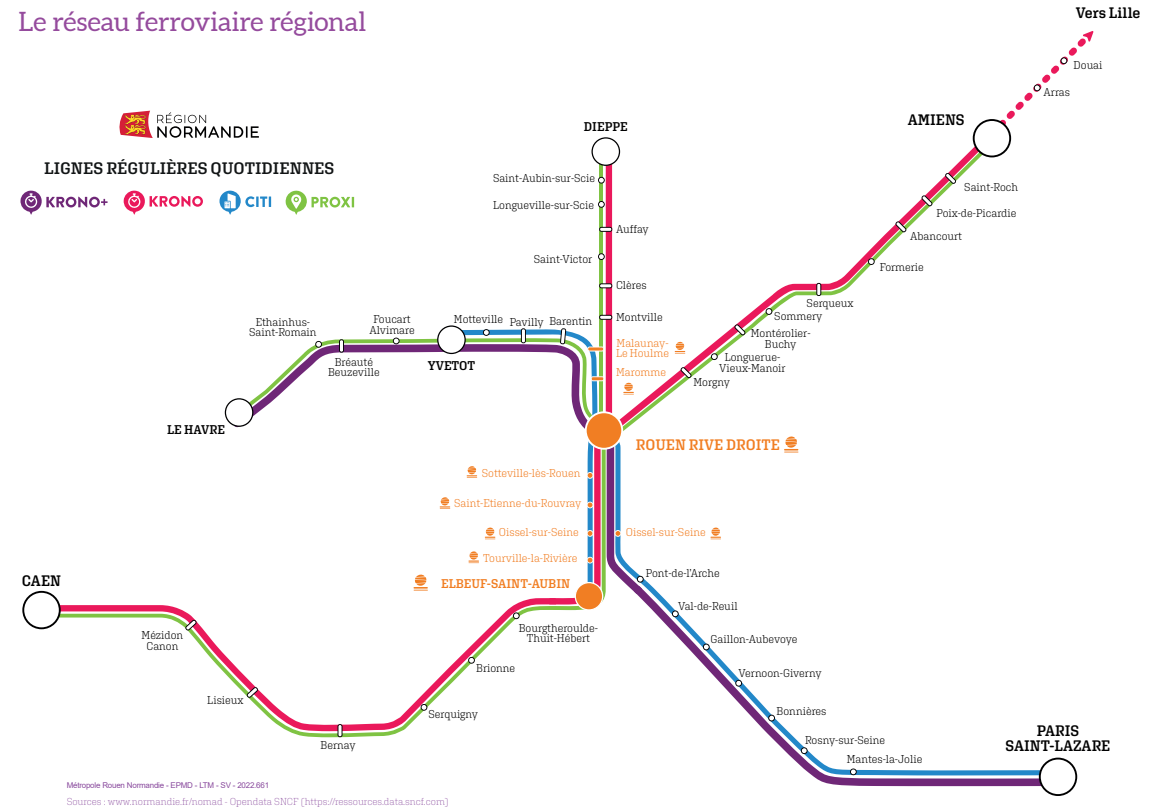 Le réseau ferroviaire régional
Vers Lille
Douai
Arras
RÉGION
NORMANDIE
LIGNES RÉGULIÈRES QUOTIDIENNES
KRONO+
KRONO
CITI
PROXI
DIEPPE
AMIENS
Saint-Aubin-sur-Scie
Longueville-sur-Scie
Auffay
Saint-Victor
Clères
Montville
Malaunay-
Le Houlme
Maromme
Saint-Roch
Poix-de-Picardie
Abancourt
Formerie
Serqueux
Sommery
Montérolier-
Buchy
Longuerue-
Vieux-Manoir
Morgny
Ethainhus-
Saint-Romain
Foucart
Alvimare
Motteville
Pavilly
Barentin
Bréauté
Beuzeville
YVETOT
LE HAVRE
ROUEN RIVE DROITE
Sotteville-lès-Rouen
Saint-Etienne-du-Rouvray
Oissel-sur-Seine
Oissel-sur-Seine
Tourville-la-Rivière
ELBEUF-SAINT-AUBIN
CAEN
Mézidon
Canon
Lisieux
Bernay
Serquigny
Brionne
Bourgtheroulde-
Thuit-Hébert
Pont-de-l'Arche
Val-de-Reuil
Gaillon-Aubevoye
Vernoon-Giverny
Bonnières
Rosny-sur-Seine
Mantes-la-Jolie
PARIS
SAINT-LAZARE
Métropole Rouen Normandie - EPMD - LTM - SV - 2022.661
Sources : www.normandie.fr/nomad - Opendata SNCF (https://ressources.data.sncf.com)